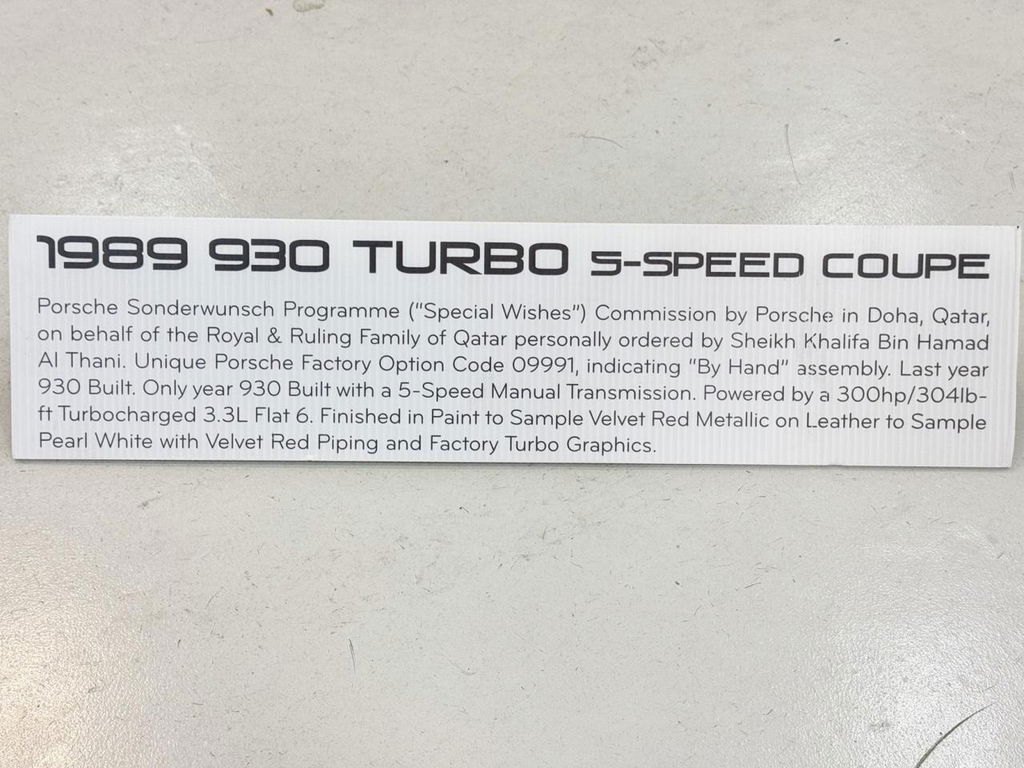 1989 930 TURBO 5-SPEED COUPE
Porsche Sonderwunsch Programme ("Special Wishes") Commission by Porsche in Doha, Qatar,
on behalf of the Royal & Ruling Family of Qatar personally ordered by Sheikh Khalifa Bin Hamad
Al Thani. Unique Porsche Factory Option Code 09991, indicating "By Hand" assembly. Last year
930 Built. Only year 930 Built with a 5-Speed Manual Transmission. Powered by a 300hp/304lb-
ft Turbocharged 3.3L Flat 6. Finished in Paint to Sample Velvet Red Metallic on Leather to Sample
Pearl White with Velvet Red Piping and Factory Turbo Graphics.